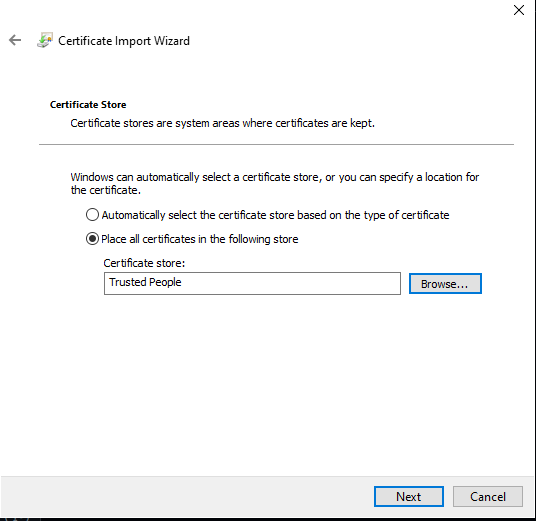 Certificate Import Wizard
Certificate Store
Certificate stores are system areas where certificates are kept.
Windows can automatically select a certificate store, or you can specify a location for
the certificate.
Automatically select the certificate store based on the type of certificate
Place all certificates in the following store
Certificate store:
Trusted People
Browse...
Next
Cancel